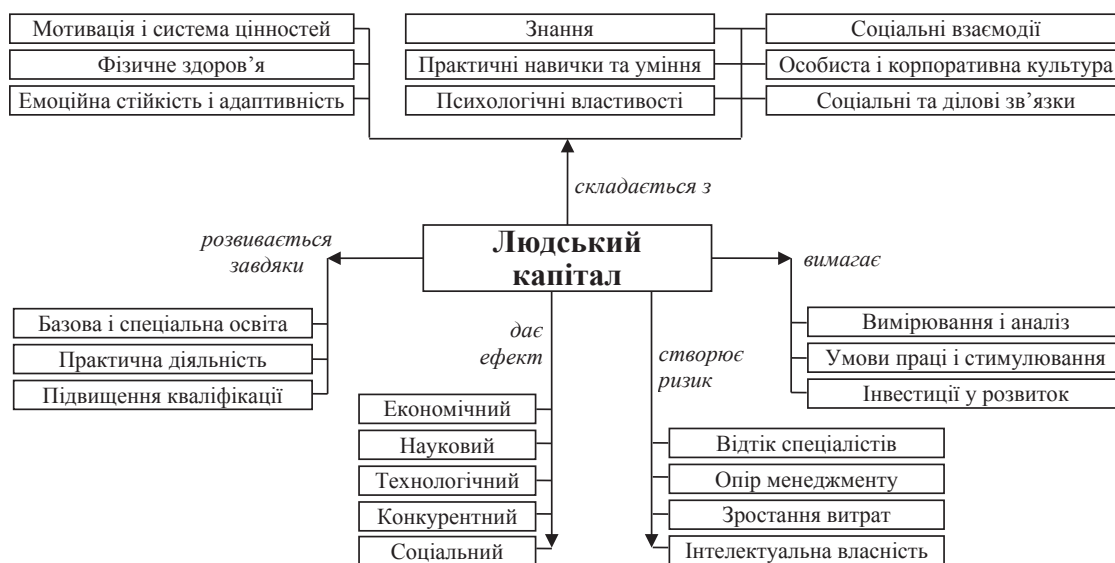 Мотивація і система цінностей
Фізичне здоров’я
Емоційна стійкість і адаптивність
Знання
Практичні навички та уміння
Психологічні властивості
Соціальні взаємодії
Особиста і корпоративна культура
Соціальні та ділові зв’язки
складається з
Людський
капітал
розвивається
завдяки
Базова і спеціальна освіта
Практична діяльність
Підвищення кваліфікації
дає
ефект
Економічний
Науковий
Технологічний
Конкурентний
Соціальний
створює
ризик
Відтік спеціалістів
Опір менеджменту
Зростання витрат
Інтелектуальна власність
вимагає
Вимірювання і аналіз
Умови праці і стимулювання
Інвестиції у розвиток